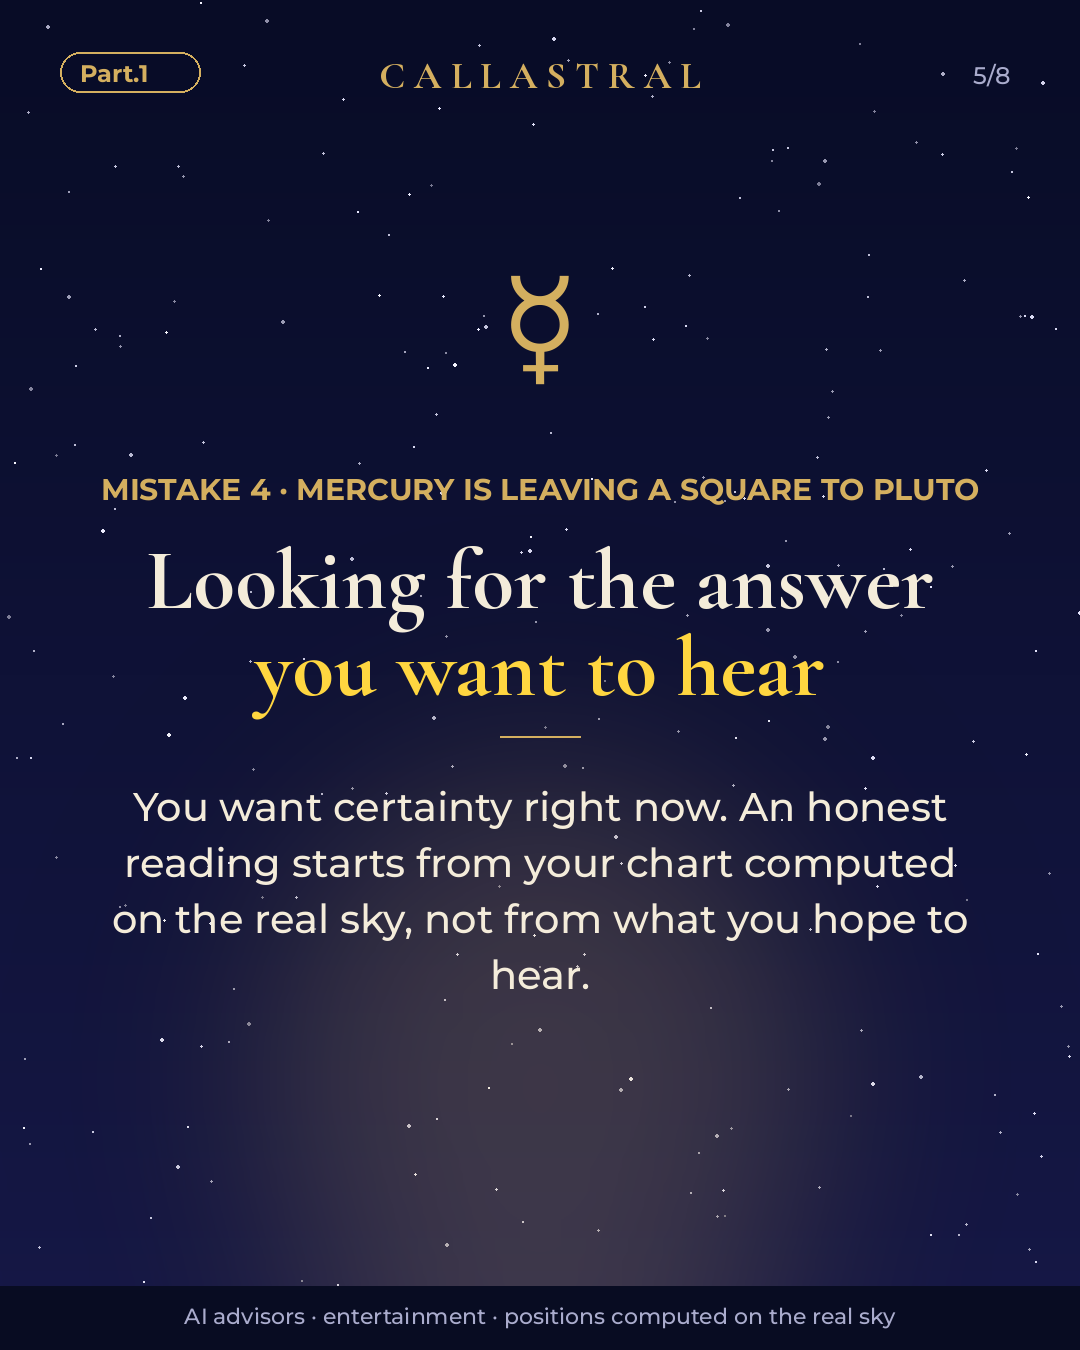 Part.1
CALLASTRAL
5/8
☿
MISTAKE 4 · MERCURY IS LEAVING A SQUARE TO PLUTO
Looking for the answer
you want to hear
You want certainty right now. An honest
reading starts from your chart computed
on the real sky, not from what you hope to
hear.
AI advisors · entertainment · positions computed on the real sky